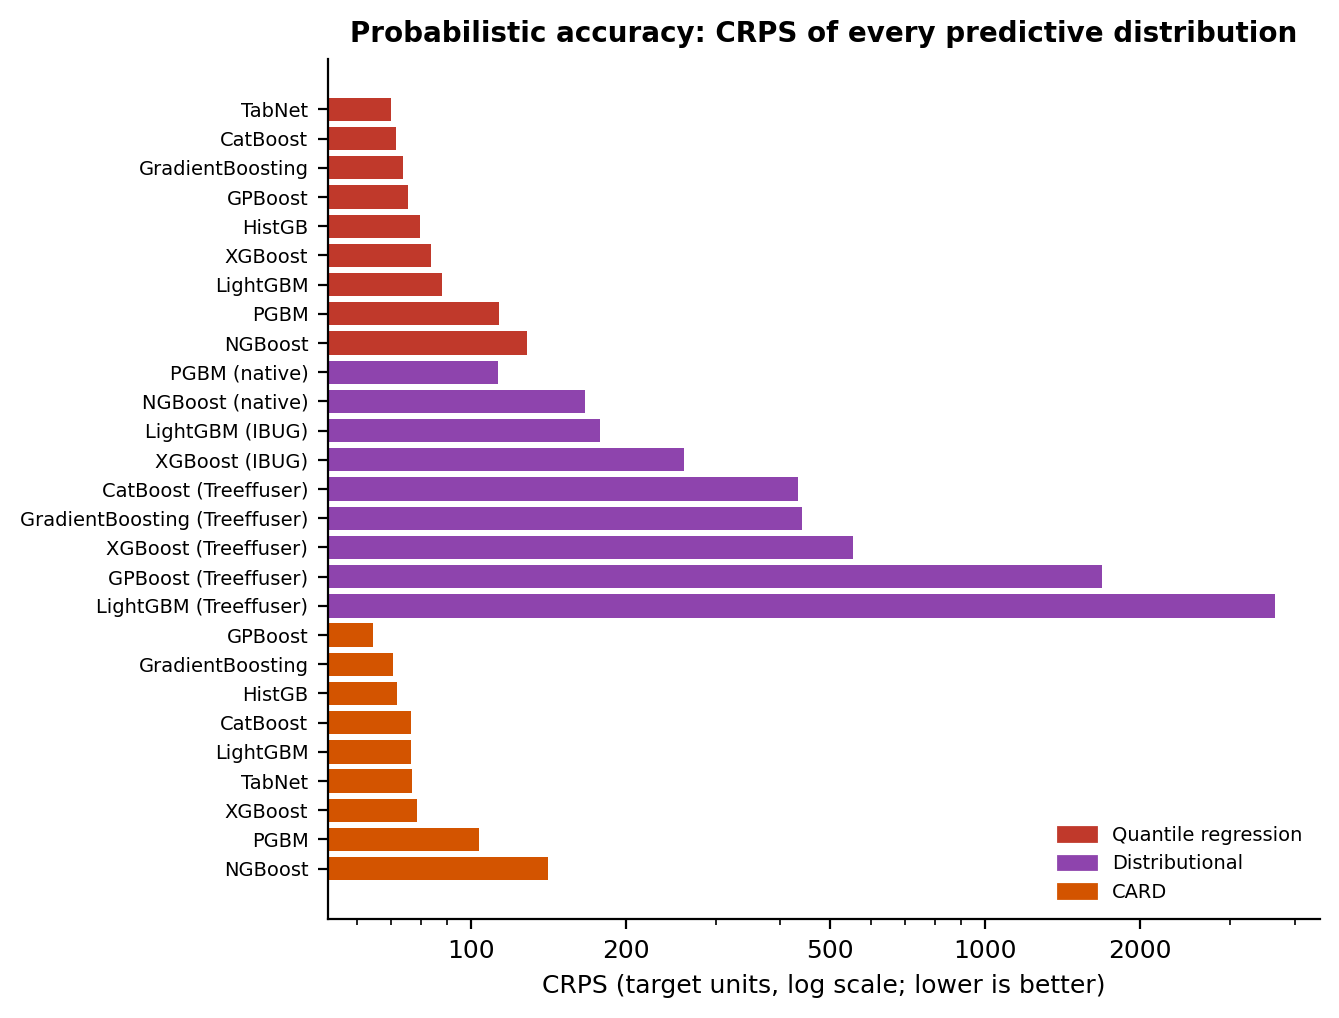 Probabilistic accuracy: CRPS of every predictive distribution
TabNet
CatBoost
GradientBoosting
GPBoost
HistGB
XGBoost
LightGBM
PGBM
NGBoost
PGBM (native)
NGBoost (native)
LightGBM (IBUG)
XGBoost (IBUG)
CatBoost (Treeffuser)
GradientBoosting (Treeffuser)
XGBoost (Treeffuser)
GPBoost (Treeffuser)
LightGBM (Treeffuser)
GPBoost
GradientBoosting
HistGB
CatBoost
LightGBM
TabNet
XGBoost
PGBM
NGBoost
Quantile regression
Distributional
CARD
100 200 500 1000 2000
CRPS (target units, log scale; lower is better)